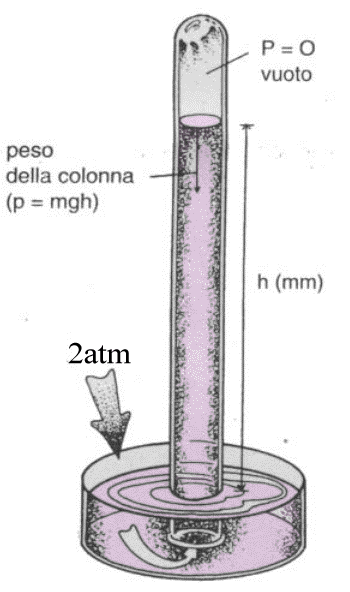 P = O
vuoto
peso
della colonna
(p = mgh)
h (mm)
2atm